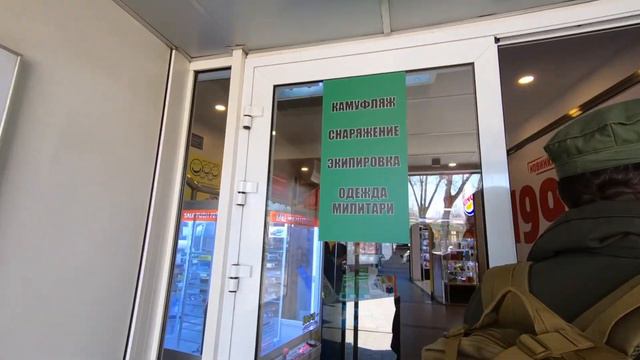 КАМУФЛЯЖ
СНАРЯЖЕНИЕ
ЭКИПИРОВКА
ОДЕЖДА
МИЛИТАРИ